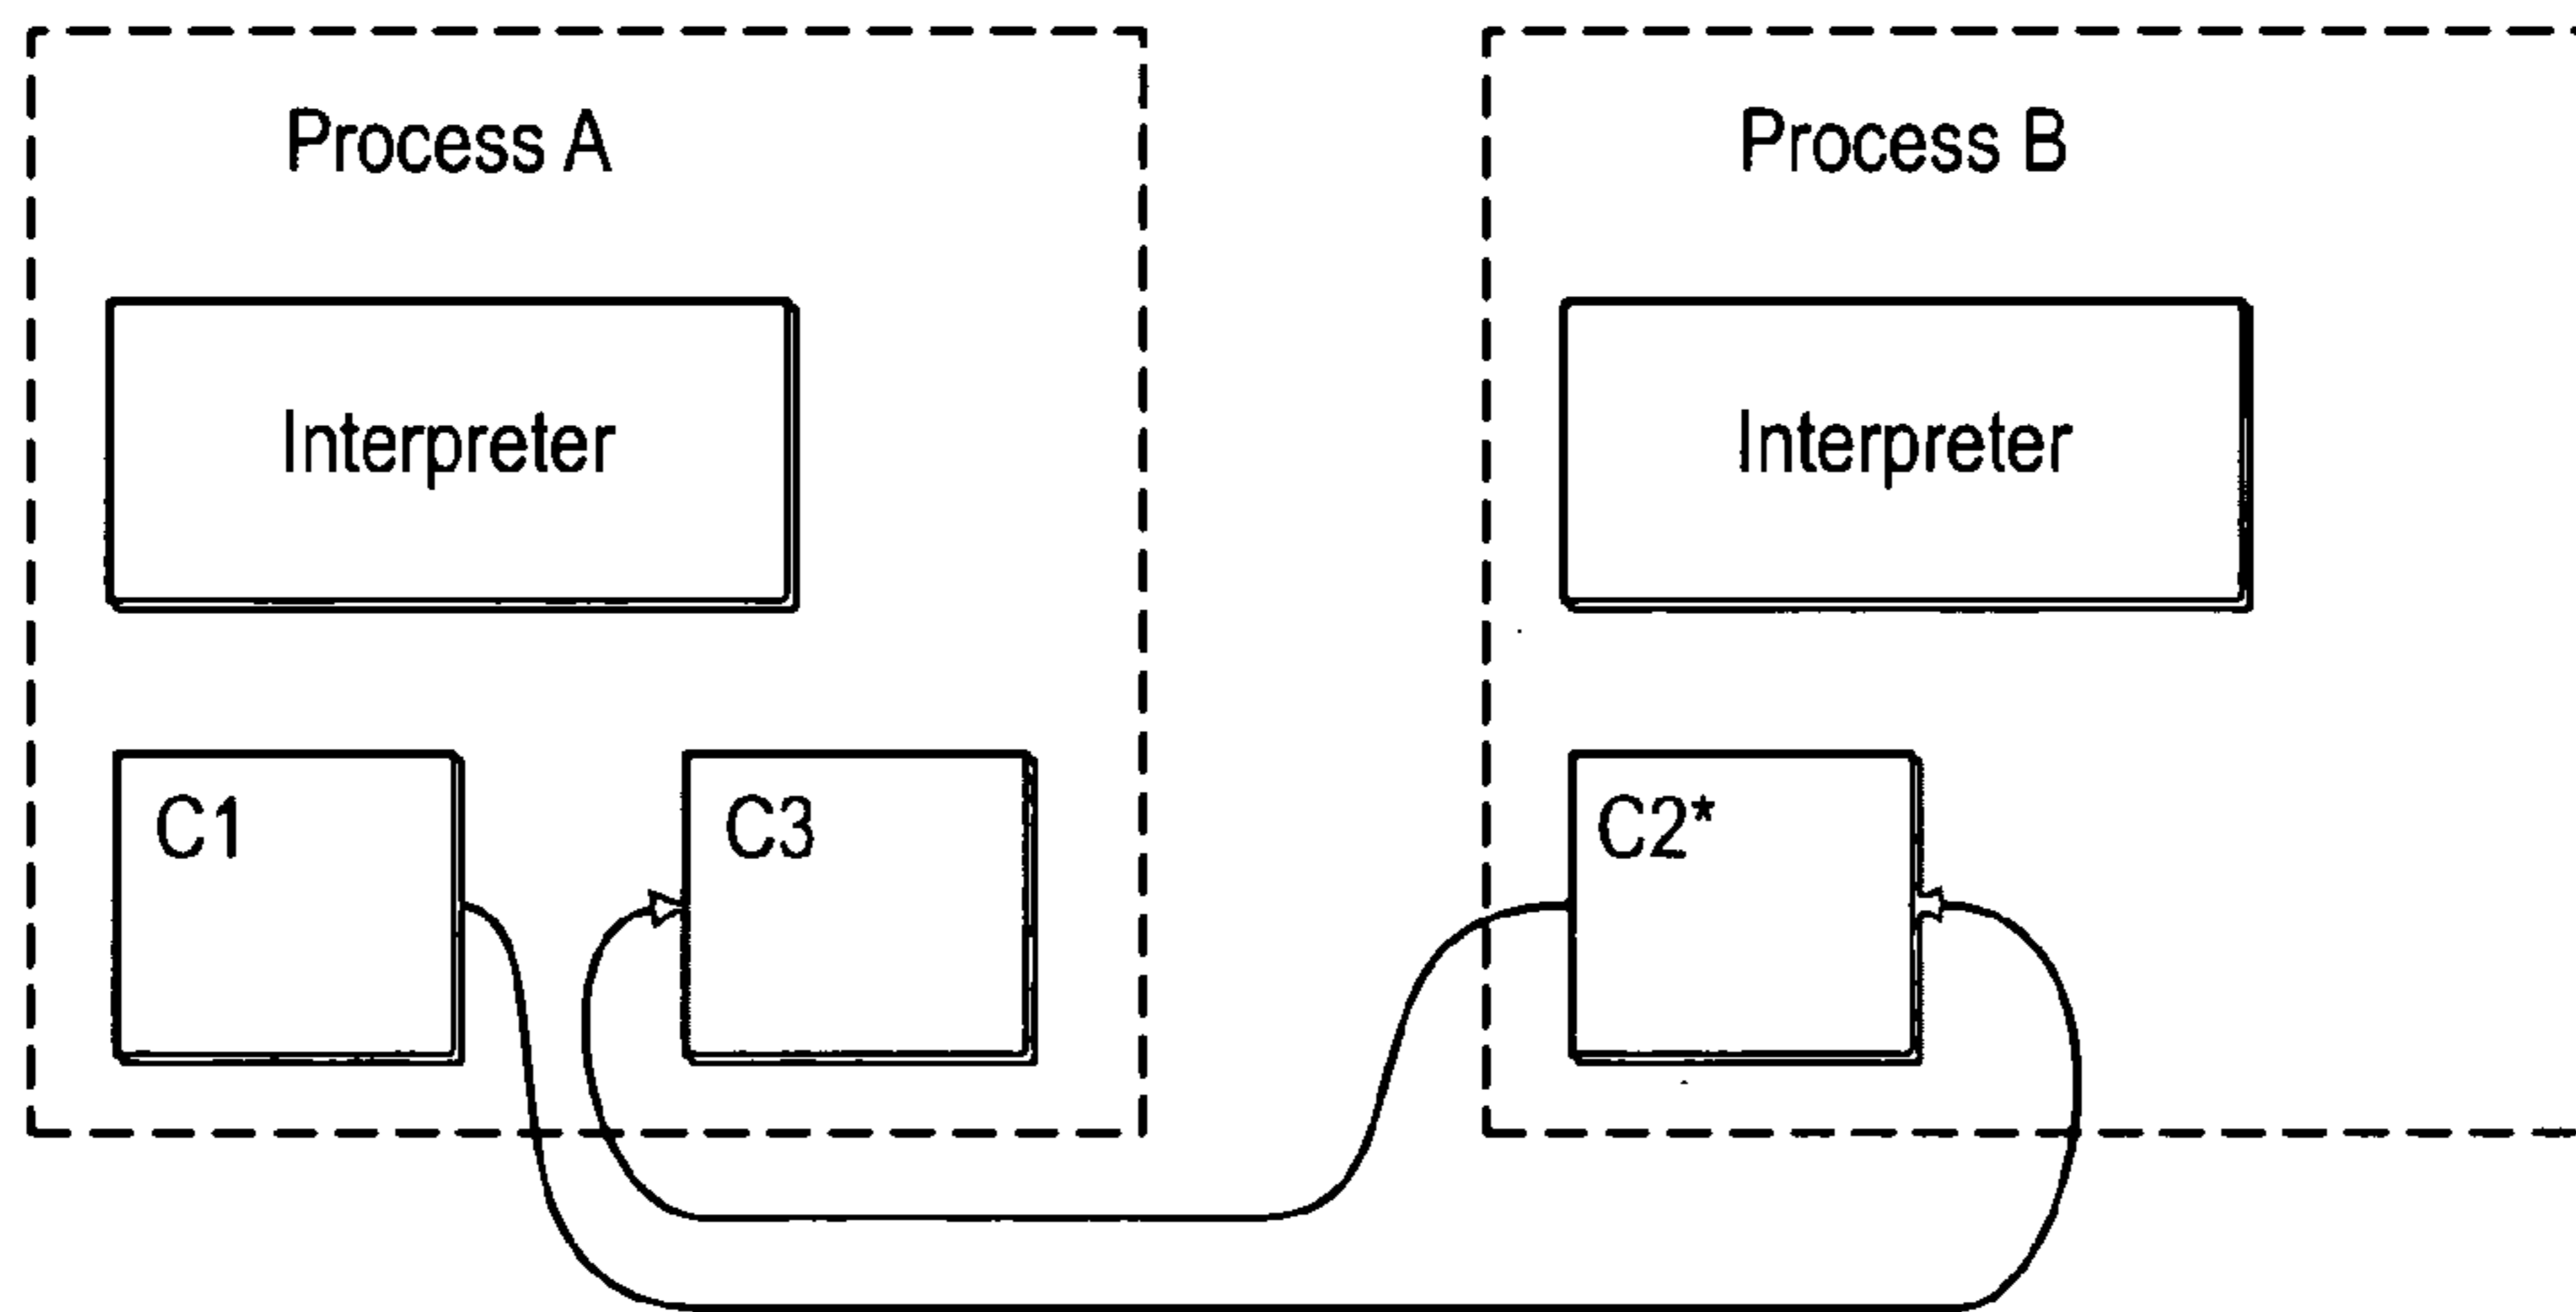 Process A
Process B
Interpreter
Interpreter
C1
C3
C2*